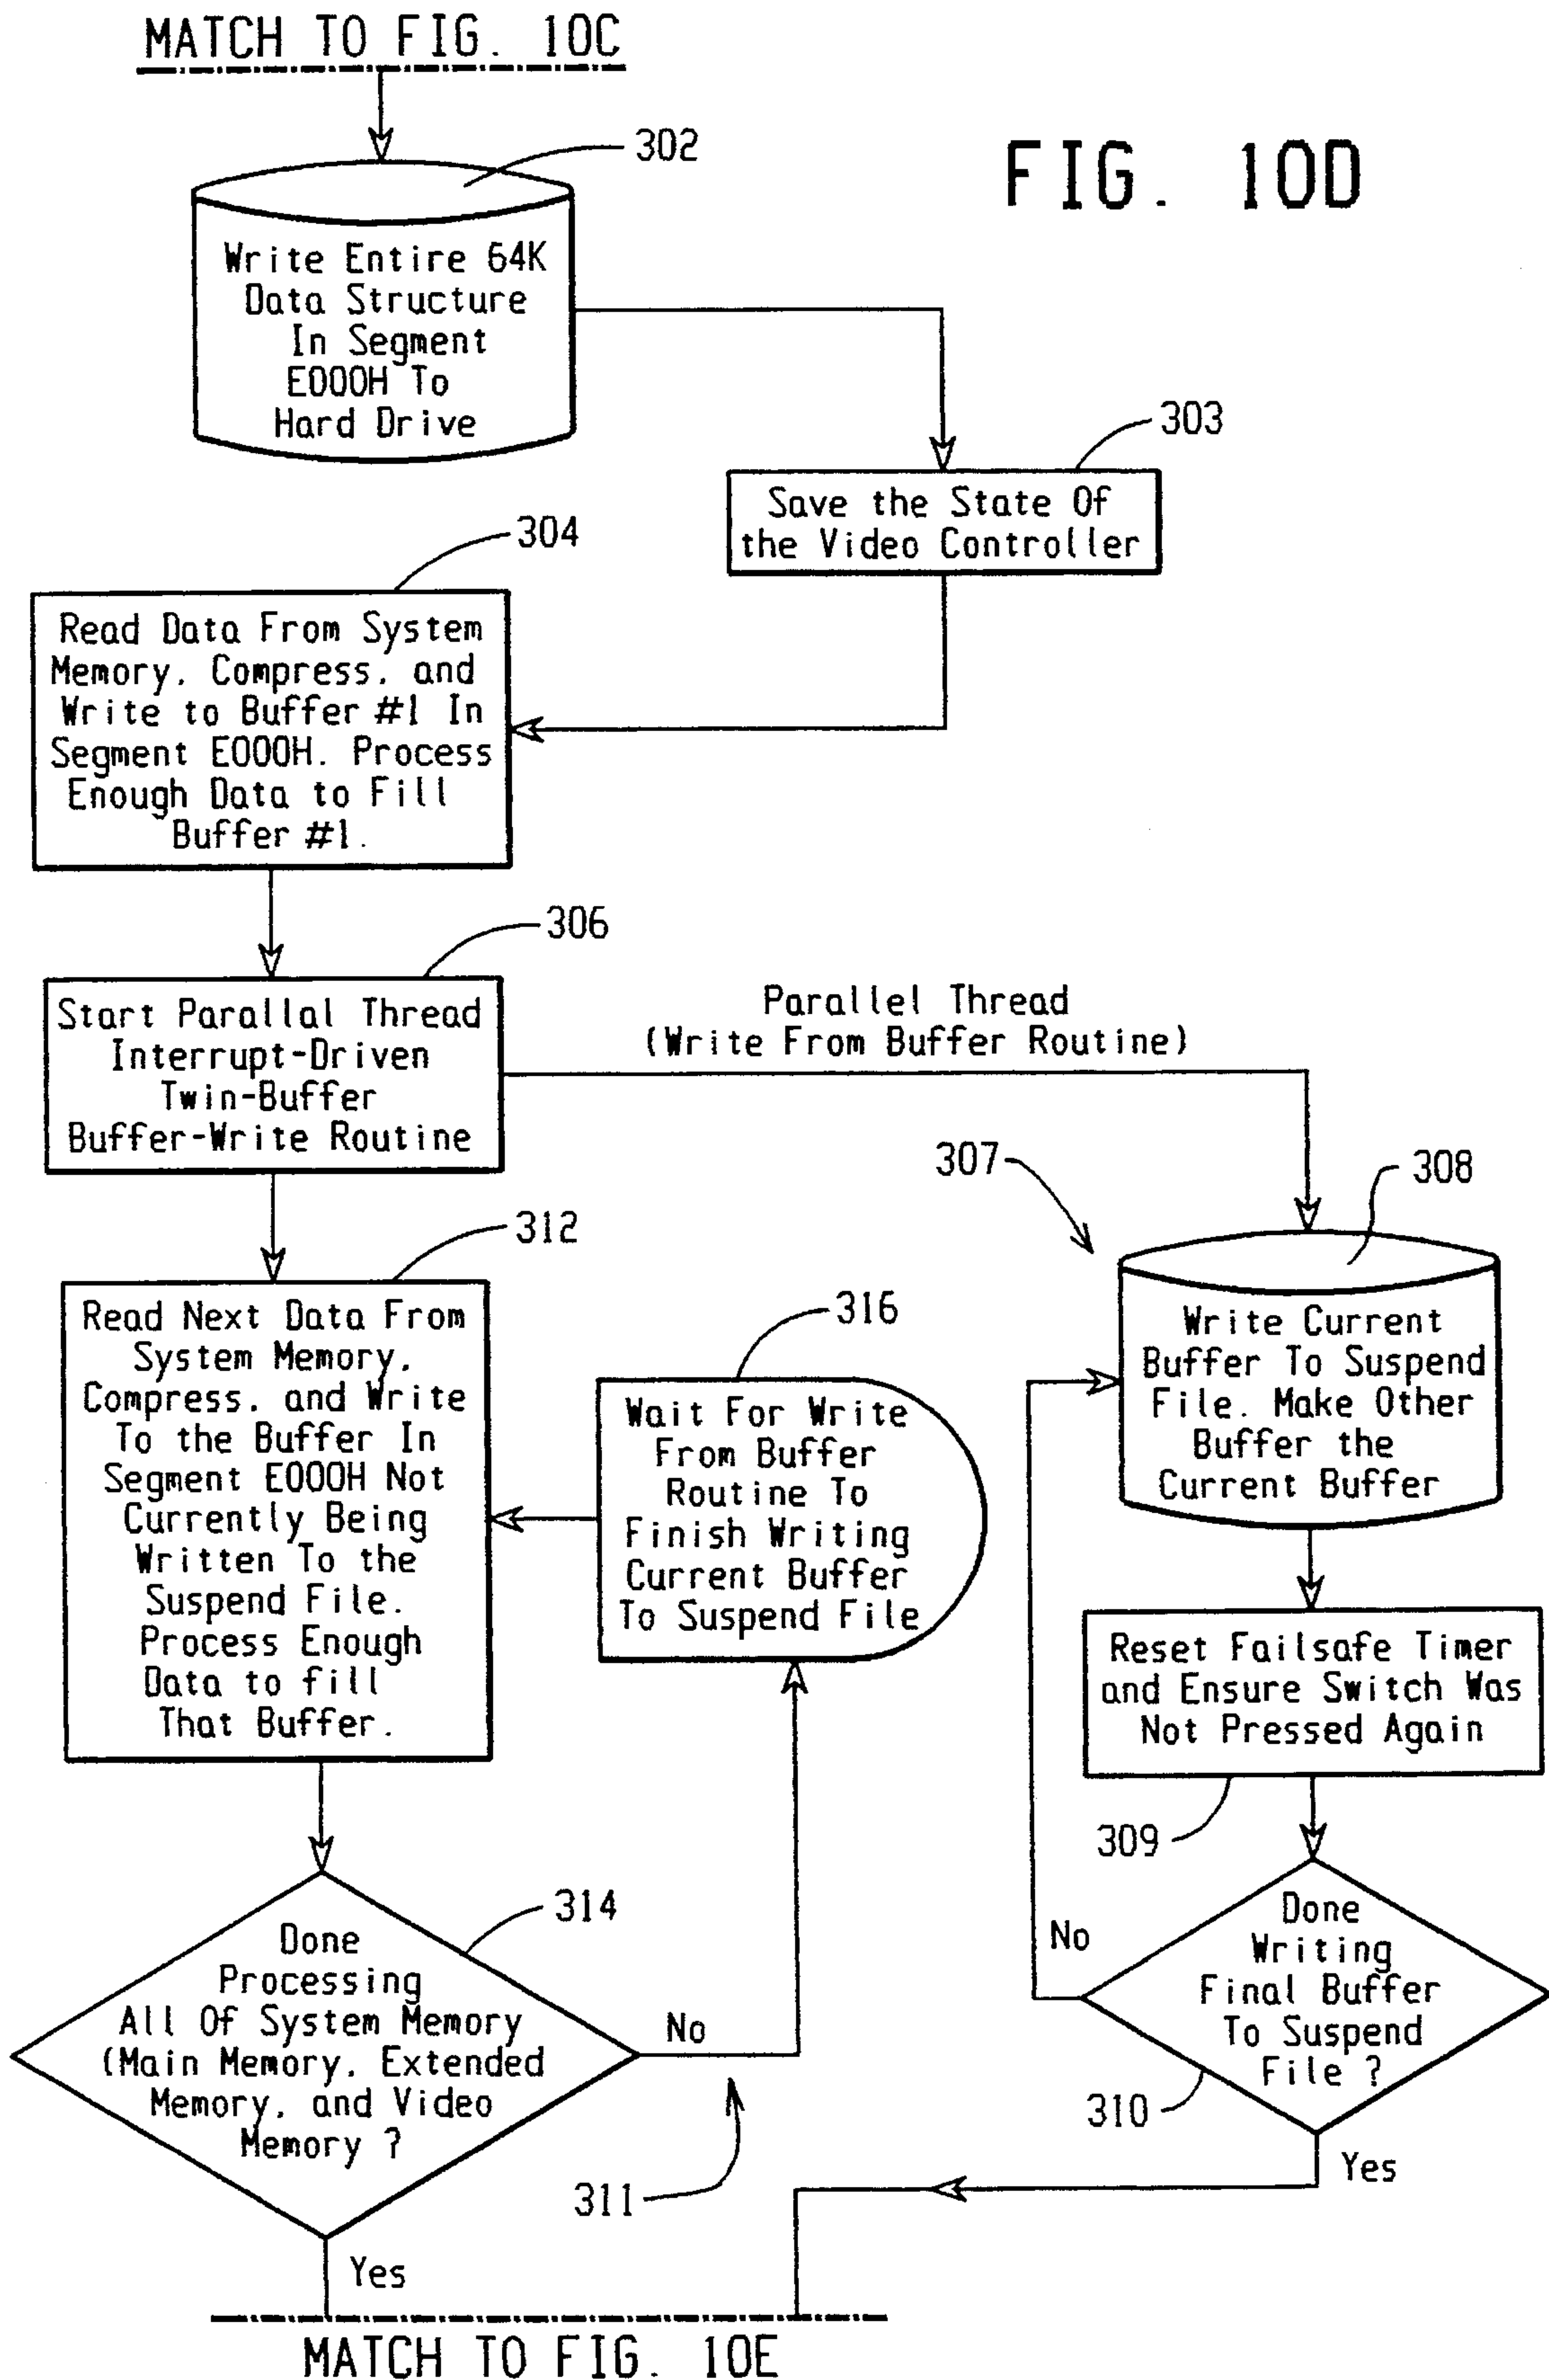 MATCH TO FIG. 10C
FIG. 10D
302
Write Entire 64K
Data Structure
In Segment
E000H To
Hard Drive
303
Save the State Of
the Video Controller
304
Read Data From System
Memory, Compress, and
Write to Buffer #1 In
Segment E000H. Process
Enough Data to Fill
Buffer #1.
306
Start Parallal Thread
Interrupt-Driven
Twin-Buffer
Buffer-Write Routine
Parallel Thread
(Write From Buffer Routine)
307
308
Write Current
Buffer To Suspend
File. Make Other
Buffer the
Current Buffer
312
Read Next Data From
System Memory,
Compress, and Write
To the Buffer In
Segment E000H Not
Currently Being
Written To the
Suspend File.
Process Enough
Data to fill
That Buffer.
316
Wait For Write
From Buffer
Routine To
Finish Writing
Current Buffer
To Suspend File
Reset Failsafe Timer
and Ensure Switch Was
Not Pressed Again
309
314
Done
Processing
All Of System Memory
(Main Memory, Extended
Memory, and Video
Memory ?
No
311
Yes
Done
Writing
Final Buffer
To Suspend
File ?
No
310
Yes
MATCH TO FIG. 10E